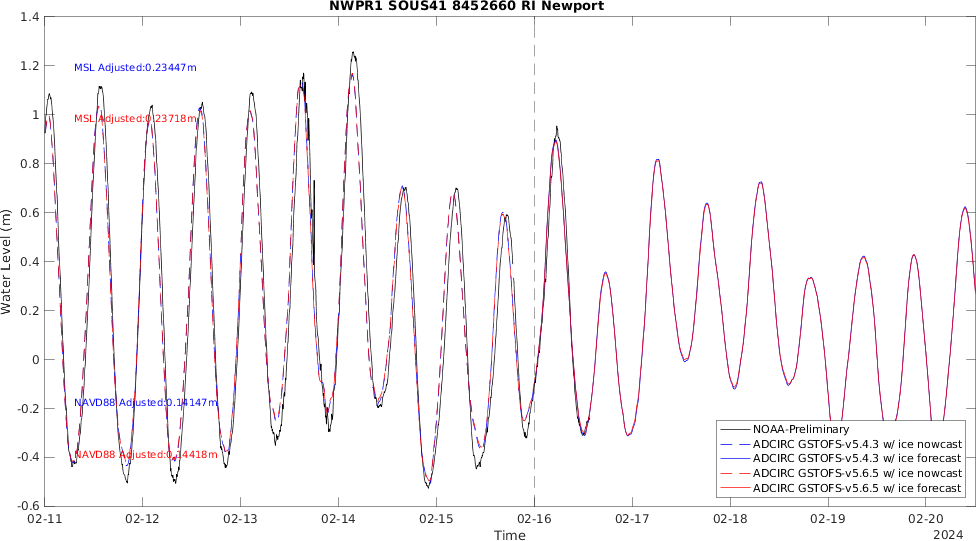 NWPR1 SOUS41 8452660 RI Newport
1.4
1.2
1
0.8
0.6
0.4
0.2
0
-0.2
-0.4
-0.6
Water Level (m)
MSL Adjusted:0.23447m
MSL Adjusted:0.23718m
NAVD88 Adjusted:0.14147m
NAVD88 Adjusted:0.14418m
NOAA-Preliminary
ADCIRC GSTOFS-v5.4.3 w/ ice nowcast
ADCIRC GSTOFS-v5.4.3 w/ ice forecast
ADCIRC GSTOFS-v5.6.5 w/ ice nowcast
ADCIRC GSTOFS-v5.6.5 w/ ice forecast
02-11 02-12 02-13 02-14 02-15 02-16 02-17 02-18 02-19 02-20
Time
2024